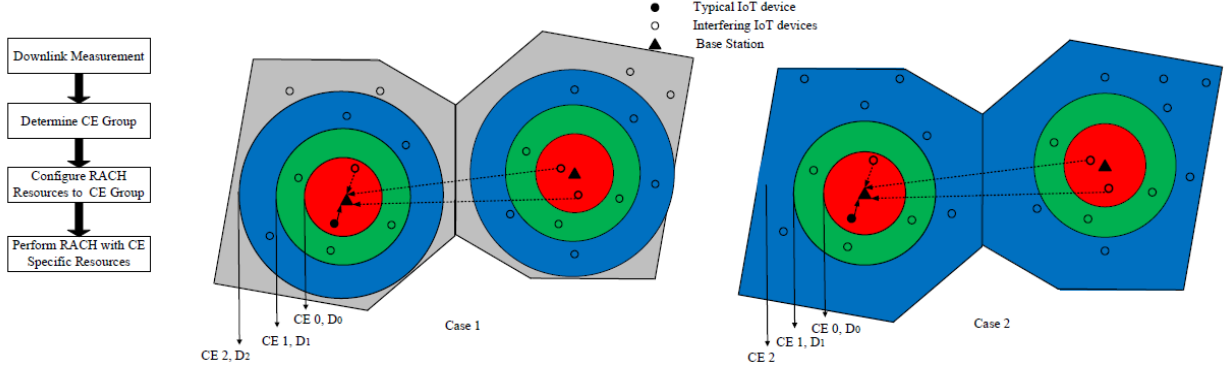 Typical IoT device
Interfering IoT devices
Base Station
Downlink Measurement
Determine CE Group
Configure RACH
Resources to CE Group
Perform RACH with CE
Specific Resources
CE 0, D0
CE 1, D1
CE 2, D2
Case 1
CE 0, D0
CE 1, D1
CE 2
Case 2